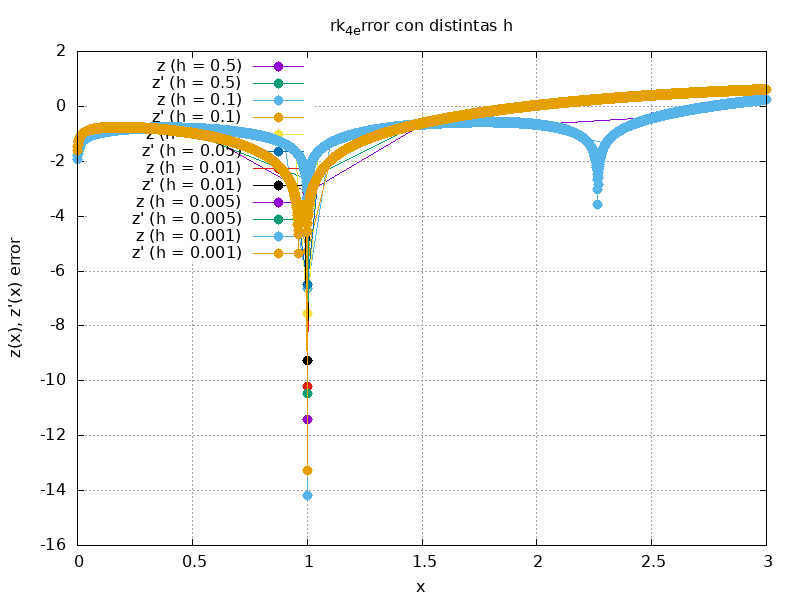 rk4error con distintas h
z (h = 0.5)
z' (h = 0.5)
z (h = 0.1)
z' (h = 0.1)
z' (h = 0.05)
z (h = 0.01)
z' (h = 0.01)
z (h = 0.005)
z' (h = 0.005)
z (h = 0.001)
z' (h = 0.001)
2
0
-2
-4
-6
-8
-10
-12
-14
-16
0 0.5 1 1.5 2 2.5 3
z(x), z'(x) error
x